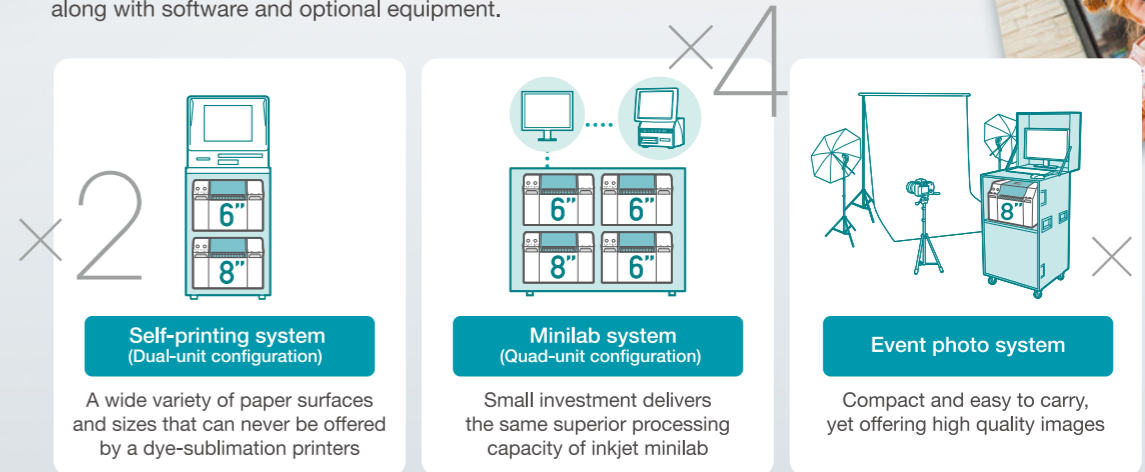 along with software and optional equipment.
×2
6”
8”
Self-printing system
(Dual-unit configuration)
A wide variety of paper surfaces
and sizes that can never be offered
by a dye-sublimation printers
×4
6” 6”
8” 6”
Minilab system
(Quad-unit configuration)
Small investment delivers
the same superior processing
capacity of inkjet minilab
8”
×
Event photo system
Compact and easy to carry,
yet offering high quality images